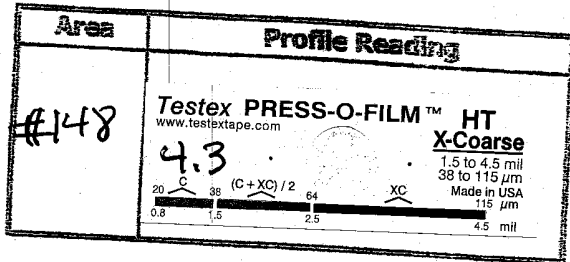 Area Profile Reading
#148
Testex PRESS-O-FILM™ HT
www.testextape.com
X-Coarse
1.5 to 4.5 mil
38 to 115 µm
Made in USA
4.3
C (C + XC) / 2 XC
20 38 64 115 µm
0.8 1.5 2.5 4.5 mil